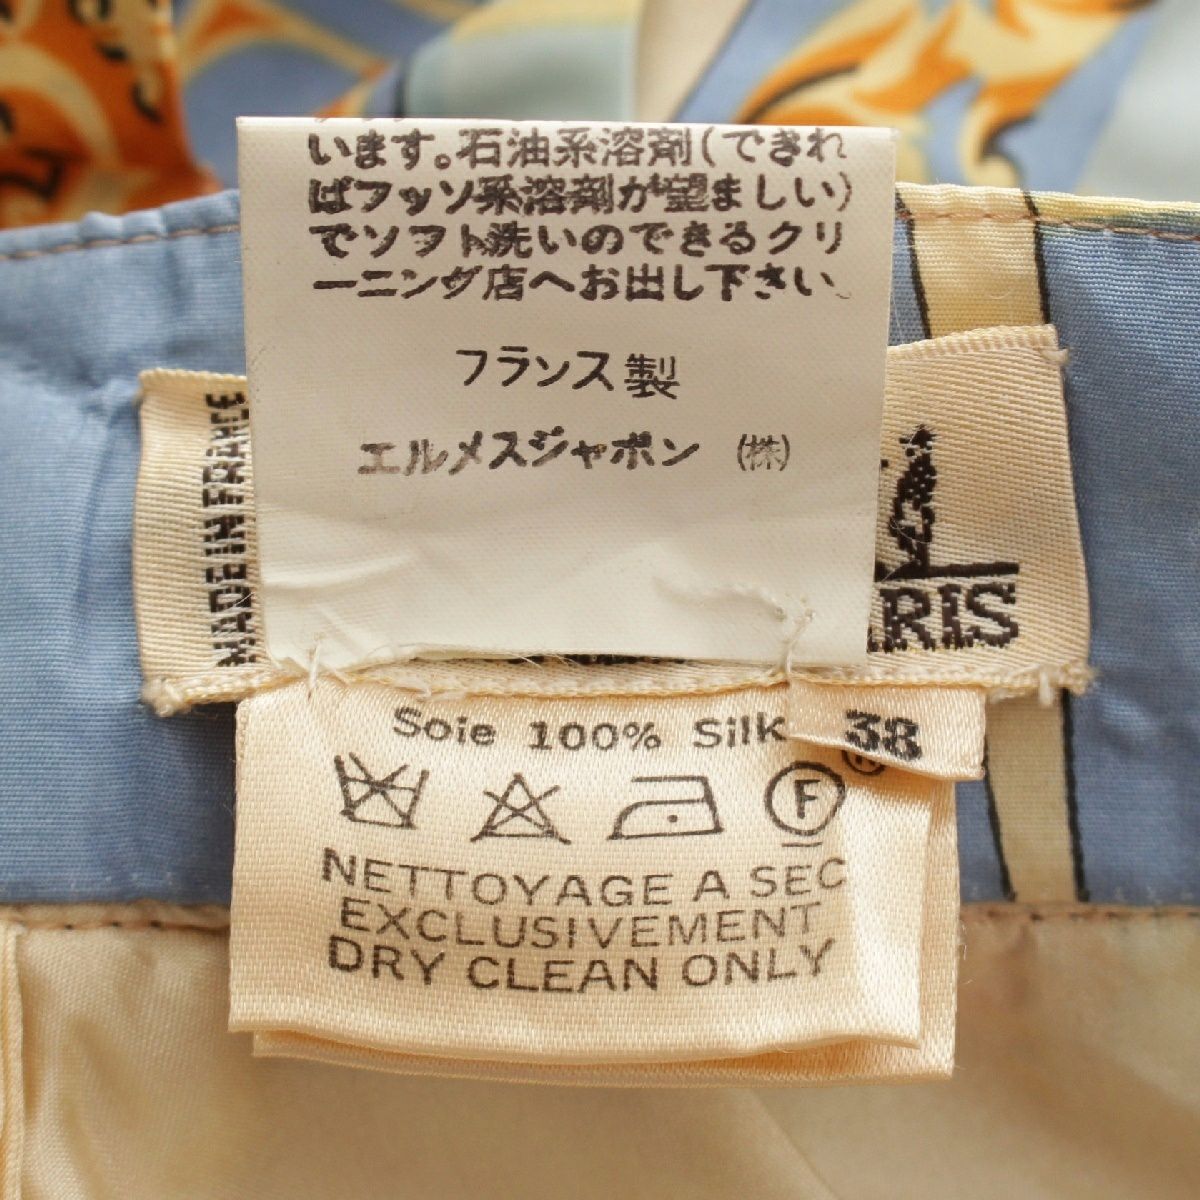 います。石油系溶剤(できれ
ばフッソ系溶剤が望ましい)
でソフト洗いのできるクリ
ーニング店へお出し下さい。
フランス製
エルメスジャポン (株)
MADE IN FRANCE
ARIS
Soie 100% Silk
38
F
®
NETTOYAGE A SEC
EXCLUSIVEMENT
DRY CLEAN ONLY